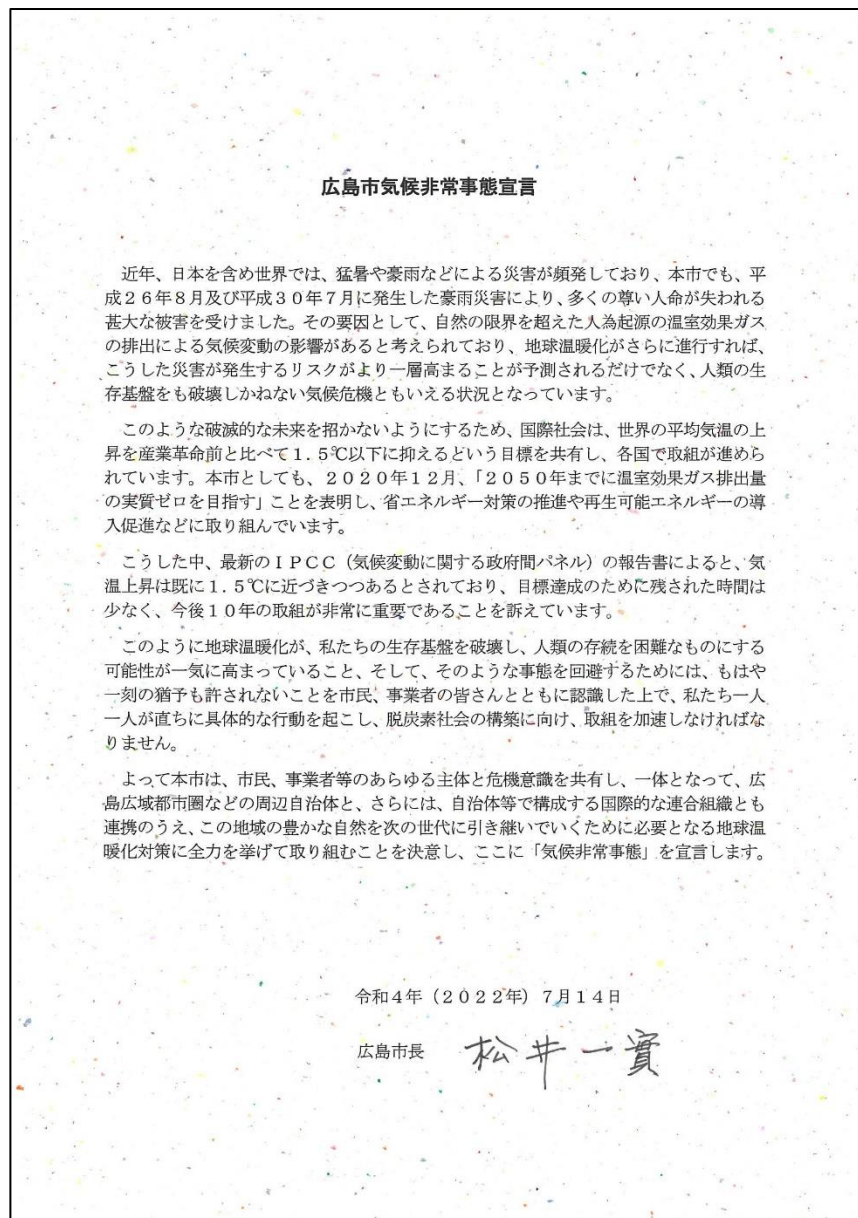 広島市気候非常事態宣言
近年、日本を含め世界では、猛暑や豪雨などによる災害が頻発しており、本市でも、平
成26年8月及び平成30年7月に発生した豪雨災害により、多くの尊い人命が失われる
甚大な被害を受けました。その要因として、自然の限界を超えた人為起源の温室効果ガス
の排出による気候変動の影響があると考えられており、地球温暖化がさらに進行すれば、
こうした災害が発生するリスクがより一層高まることが予測されるだけでなく、人類の生
存基盤をも破壊しかねない気候危機ともいえる状況となっています。
このような破滅的な未来を招かないようにするため、国際社会は、世界の平均気温の上
昇を産業革命前と比べて1.5℃以下に抑えるという目標を共有し、各国で取組が進めら
れています。本市としても、2020年12月、「2050年までに温室効果ガス排出量
の実質ゼロを目指す」ことを表明し、省エネルギー対策の推進や再生可能エネルギーの導
入促進などに取り組んでいます。
こうした中、最新のIPCC（気候変動に関する政府間パネル）の報告書によると、気
温上昇は既に1.5℃に近づきつつあるとされており、目標達成のために残された時間は
少なく、今後10年の取組が非常に重要であることを訴えています。
このように地球温暖化が、私たちの生存基盤を破壊し、人類の存続を困難なものにする
可能性が一気に高まっていること、そして、そのような事態を回避するためには、もはや
一刻の猶予も許されないことを市民、事業者の皆さんとともに認識した上で、私たち一人
一人が直ちに具体的な行動を起こし、脱炭素社会の構築に向け、取組を加速しなければな
りません。
よって本市は、市民、事業者等のあらゆる主体と危機意識を共有し、一体となって、広
島広域都市圏などの周辺自治体と、さらには、自治体等で構成する国際的な連合組織とも
連携のうえ、この地域の豊かな自然を次の世代に引き継いでいくために必要となる地球温
暖化対策に全力を挙げて取り組むことを決意し、ここに「気候非常事態」を宣言します。
令和4年（2022年）7月14日
広島市長 松井一實